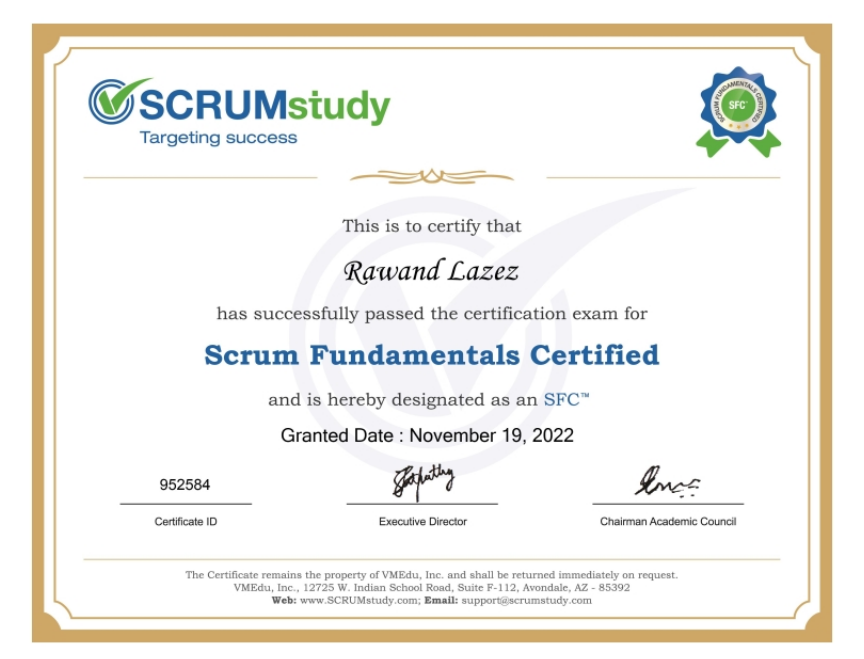 SCRUMstudy
Targeting success
SCRUM FUNDAMENTALS CERTIFIED
SFC
This is to certify that
Rawand Lazez
has successfully passed the certification exam for
Scrum Fundamentals Certified
and is hereby designated as an SFC™
Granted Date : November 19, 2022
952584
Certificate ID
Executive Director
Chairman Academic Council
The Certificate remains the property of VMEdu, Inc. and shall be returned immediately on request.
VMEdu, Inc., 12725 W. Indian School Road, Suite F-112, Avondale, AZ - 85392
Web: www.SCRUMstudy.com; Email: support@scrumstudy.com